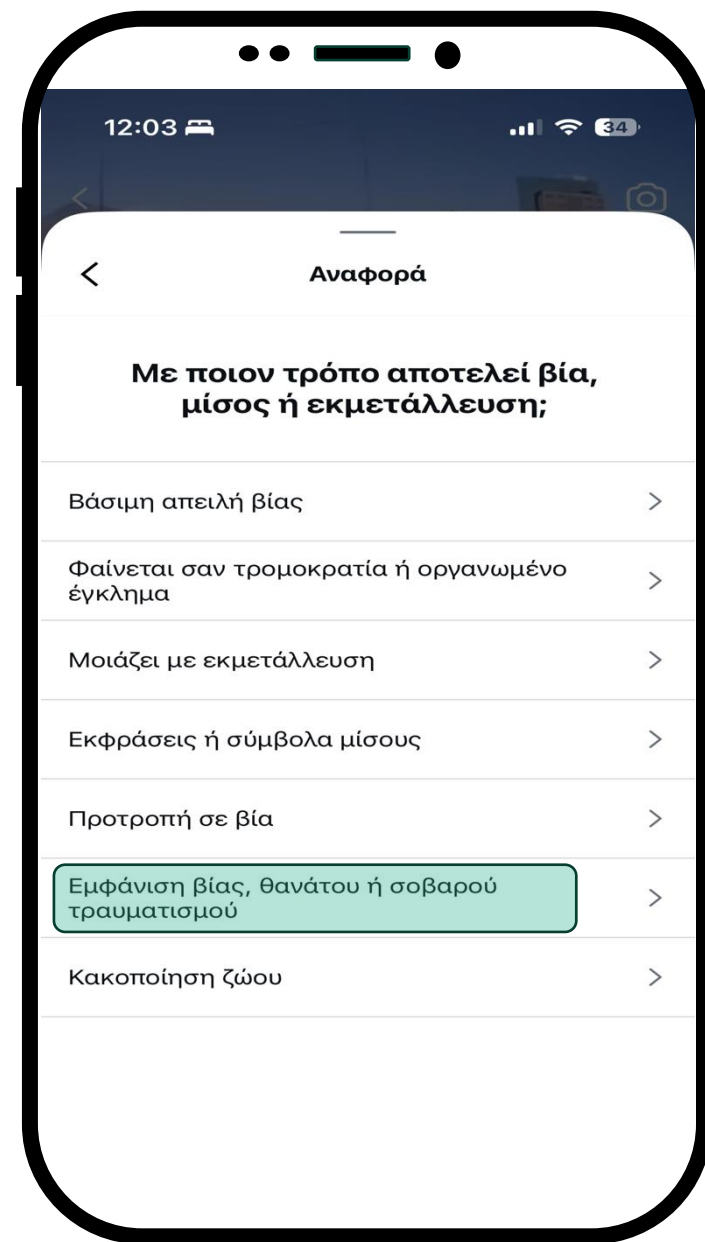 12:03
34
Αναφορά
Με ποιον τρόπο αποτελεί βία,
μίσος ή εκμετάλλευση;
Βάσιμη απειλή βίας
Φαίνεται σαν τρομοκρατία ή οργανωμένο
έγκλημα
Μοιάζει με εκμετάλλευση
Εκφράσεις ή σύμβολα μίσους
Προτροπή σε βία
Εμφάνιση βίας, θανάτου ή σοβαρού
τραυματισμού
Κακοποίηση ζώου